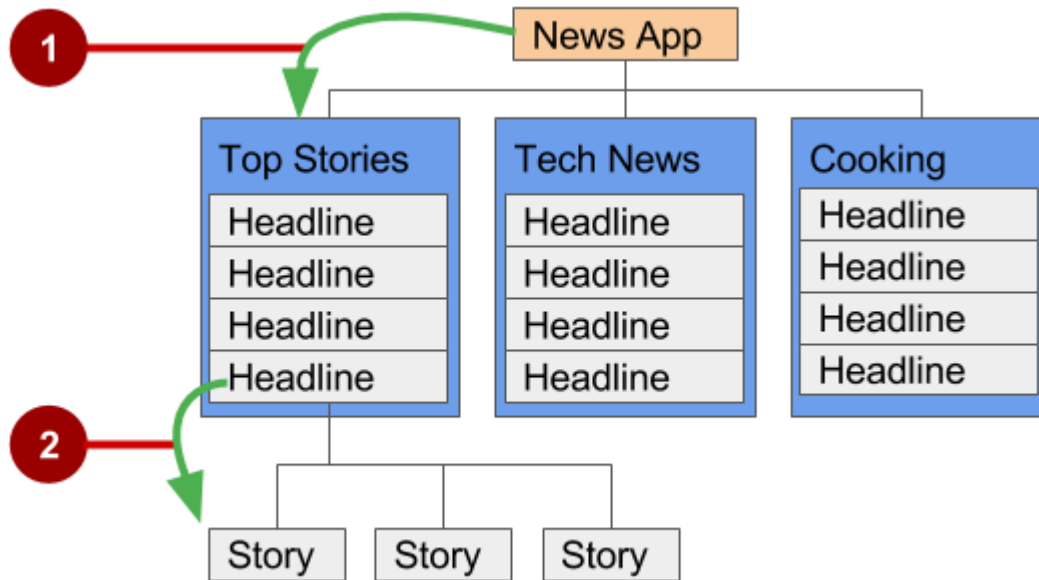 1
News App
Top Stories
Headline
Headline
Headline
Headline
Tech News
Headline
Headline
Headline
Headline
Cooking
Headline
Headline
Headline
Headline
2
Story
Story
Story